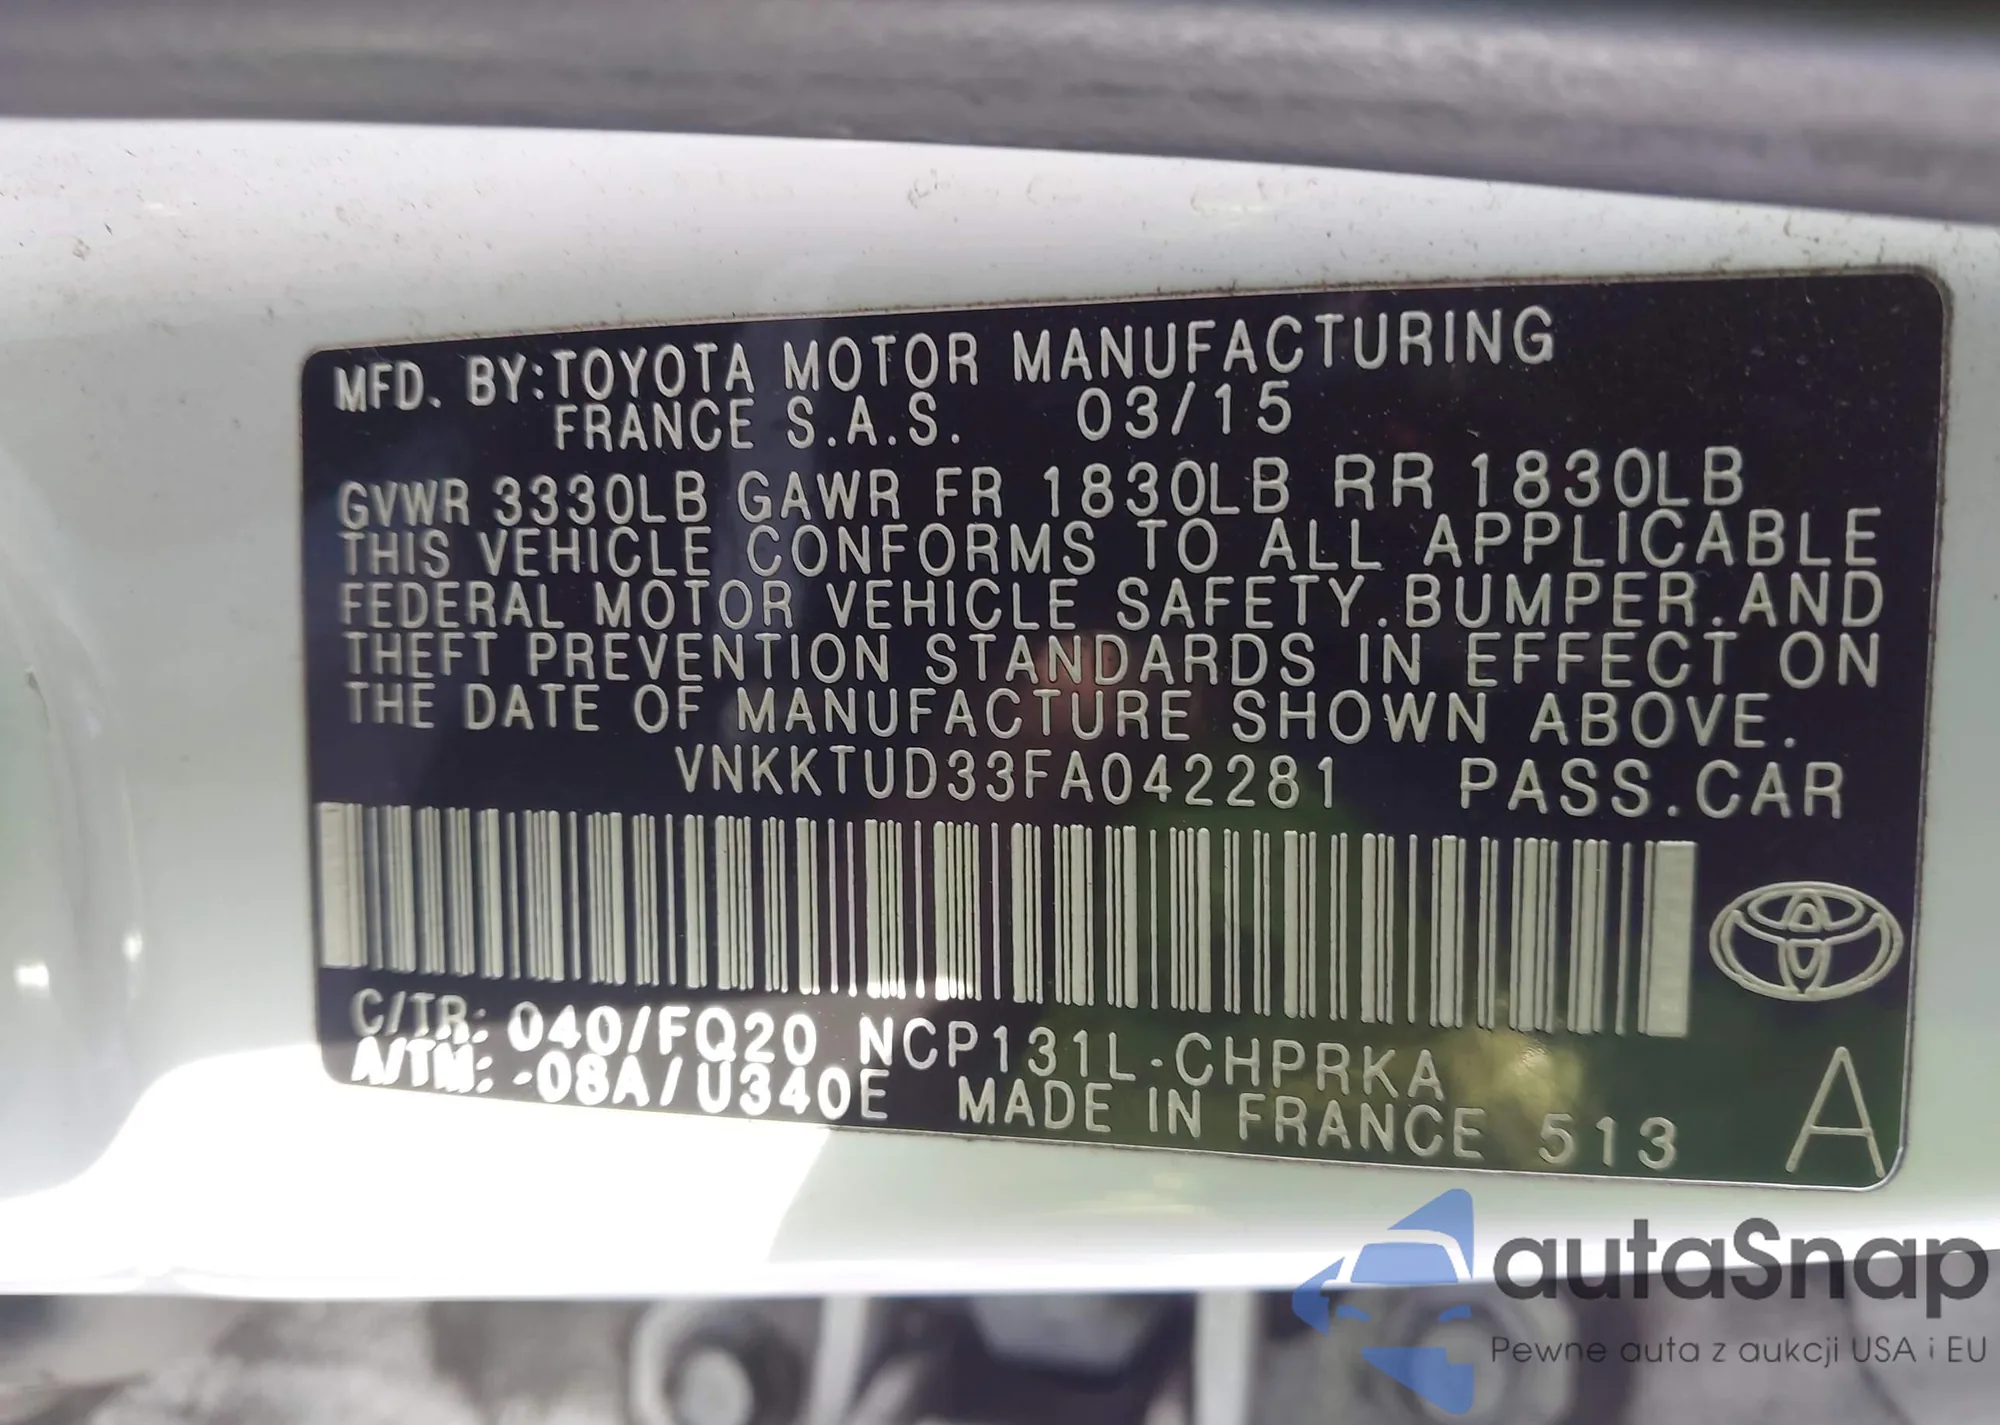 MFD. BY:TOYOTA MOTOR MANUFACTURING
FRANCE S.A.S. 03/15
GVWR 3330LB GAWR FR 1830LB RR 1830LB
THIS VEHICLE CONFORMS TO ALL APPLICABLE
FEDERAL MOTOR VEHICLE SAFETY.BUMPER.AND
THEFT PREVENTION STANDARDS IN EFFECT ON
THE DATE OF MANUFACTURE SHOWN ABOVE.
VNKKTUD33FA042281 PASS.CAR
C/TR: 040/FQ20 NCP131L-CHPRKA
A/TM: -08A/U340E MADE IN FRANCE 513 A
autaSnap
Pewne auta z aukcji USA i EU